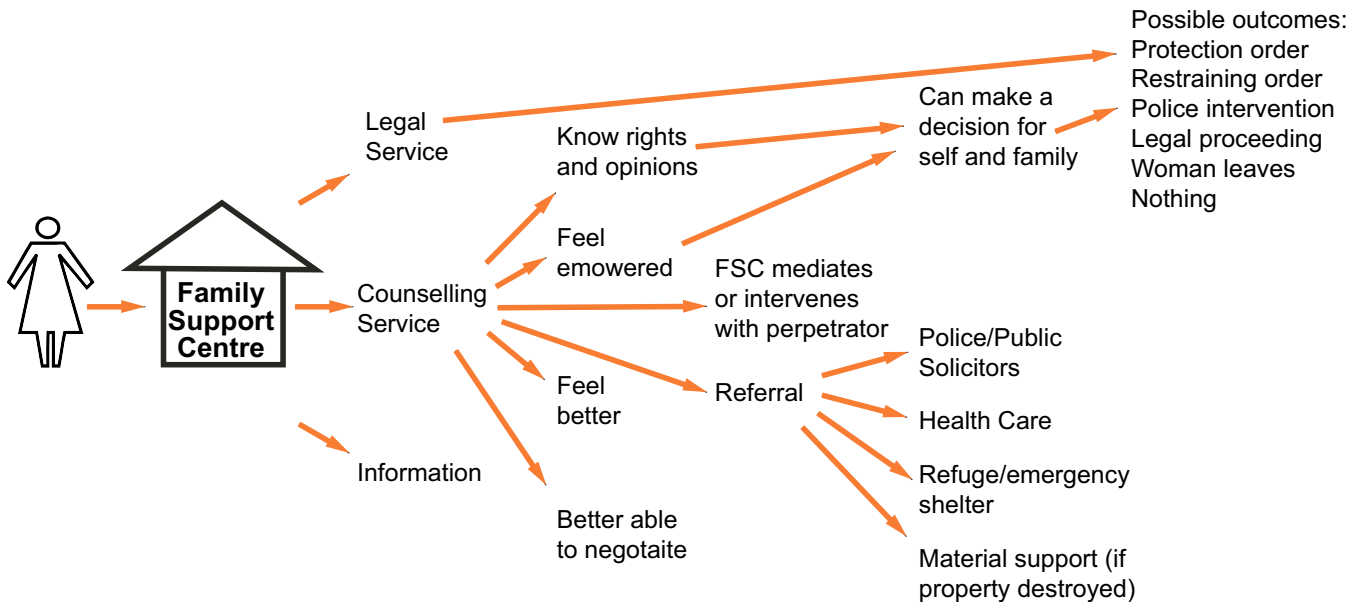 Family
Support
Centre
Legal
Service
Counselling
Service
Information
Know rights
and opinions
Feel
emowered
FSC mediates
or intervenes
with perpetrator
Feel
better
Referral
Better able
to negotaite
Can make a
decision for
self and family
Police/Public
Solicitors
Health Care
Refuge/emergency
shelter
Material support (if
property destroyed)
Possible outcomes:
Protection order
Restraining order
Police intervention
Legal proceeding
Woman leaves
Nothing